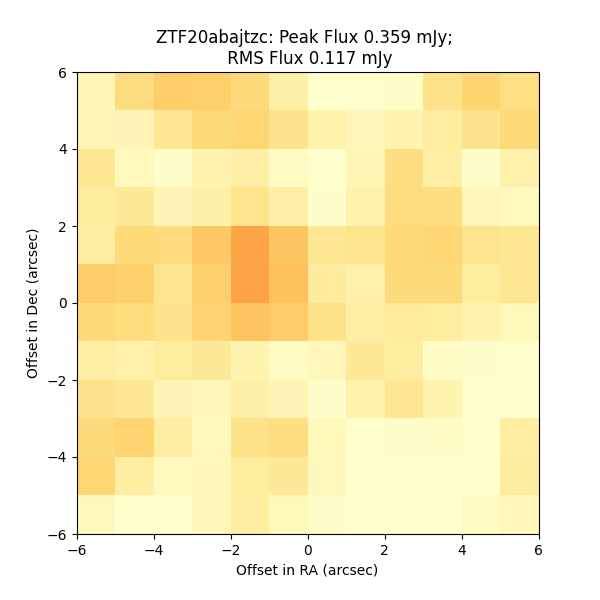 ZTF20abajtzc: Peak Flux 0.359 mJy;
RMS Flux 0.117 mJy
6
4
2
0
−2
−4
−6
Offset in Dec (arcsec)
−6 −4 −2 0 2 4 6
Offset in RA (arcsec)